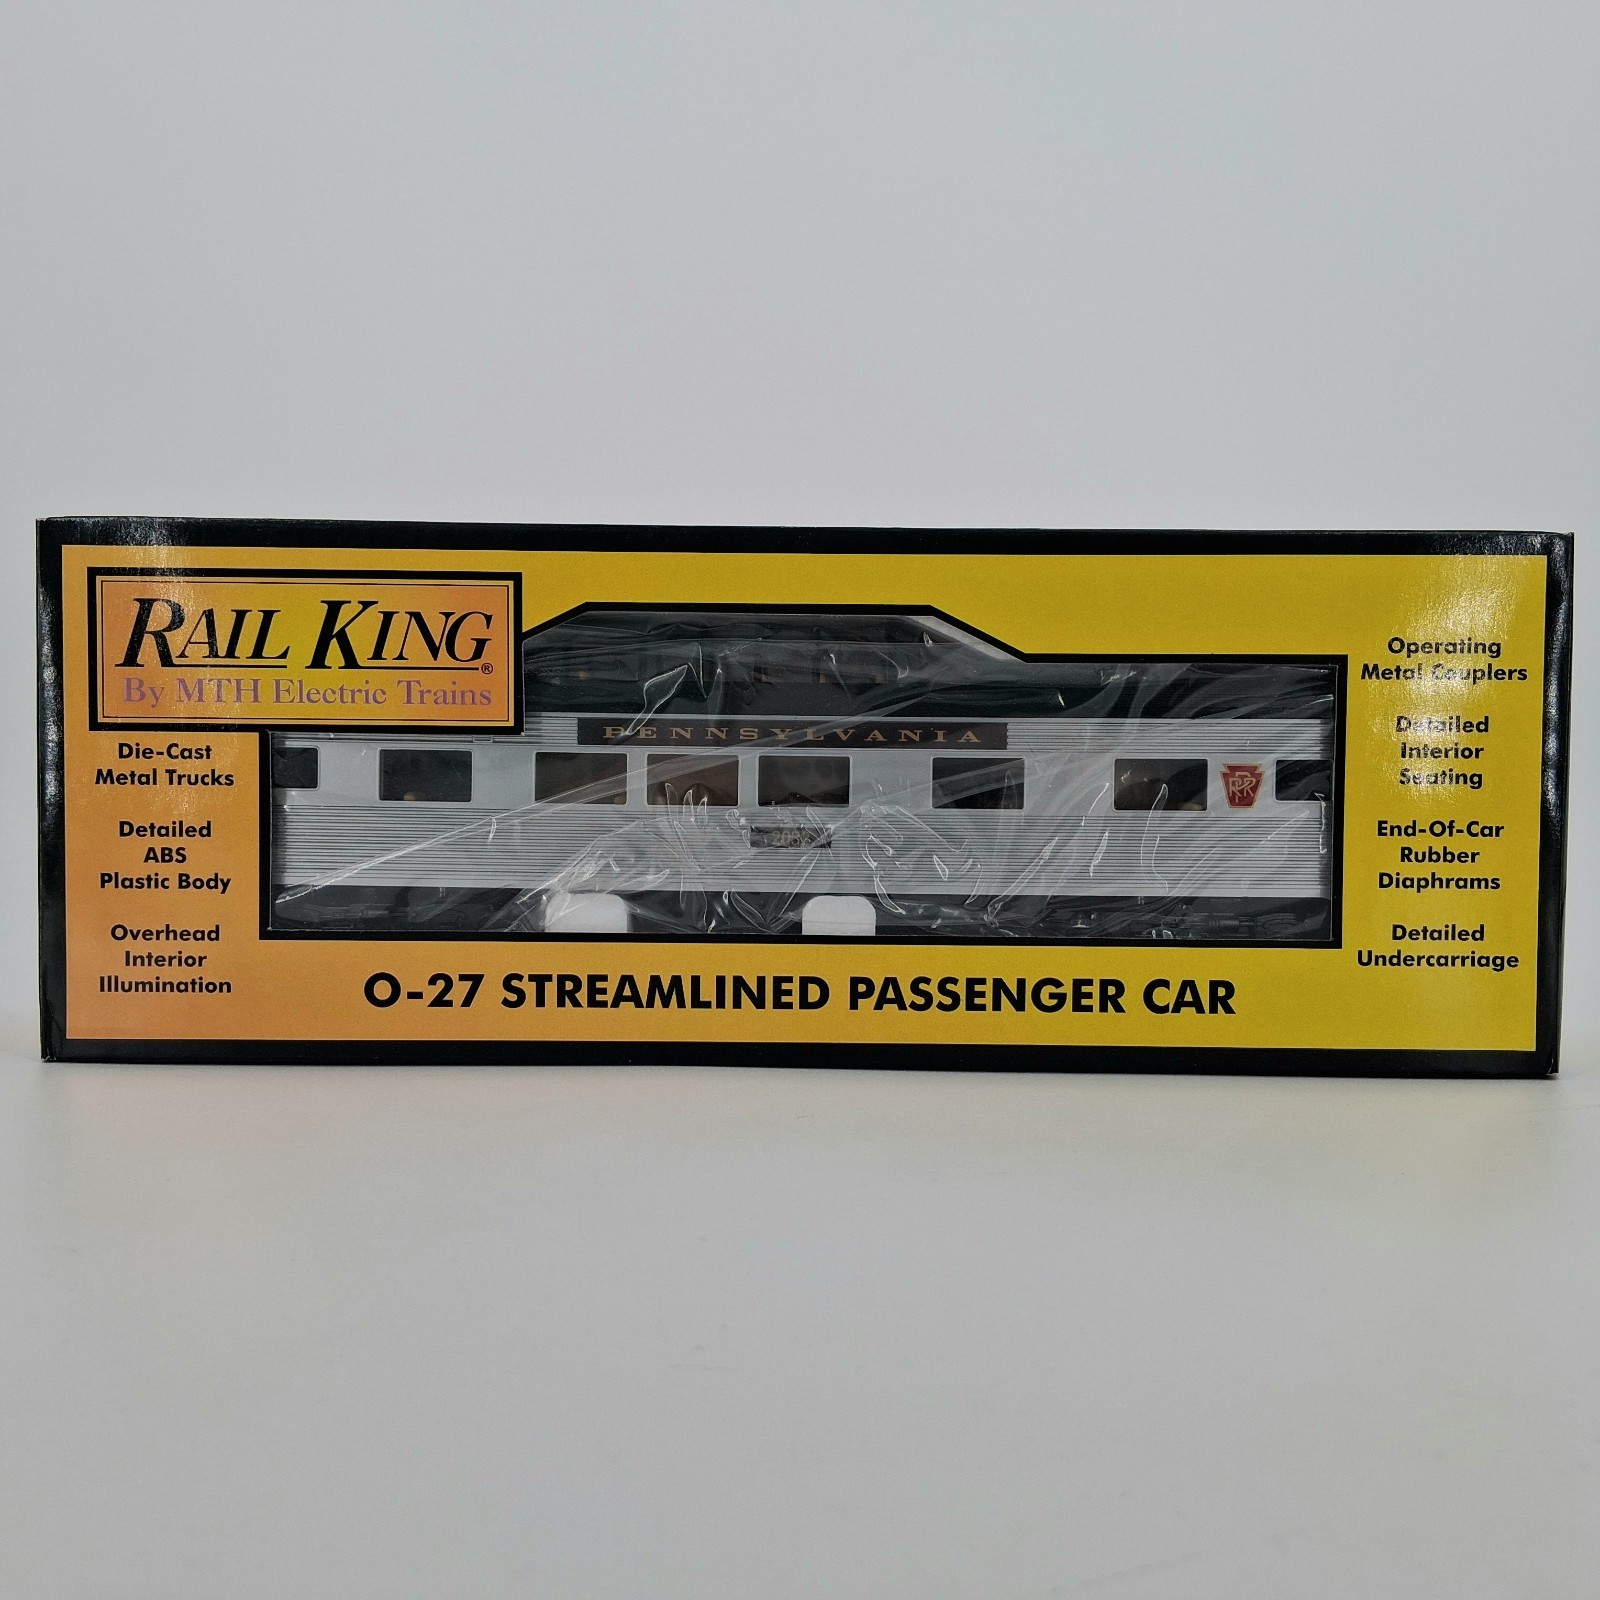 RAIL KING®
By MTH Electric Trains
Die-Cast
Metal Trucks
Detailed
ABS
Plastic Body
Overhead
Interior
Illumination
PENNSYLVANIA
PRR
Operating
Metal Couplers
Detailed
Interior
Seating
End-Of-Car
Rubber
Diaphrams
Detailed
Undercarriage
O-27 STREAMLINED PASSENGER CAR